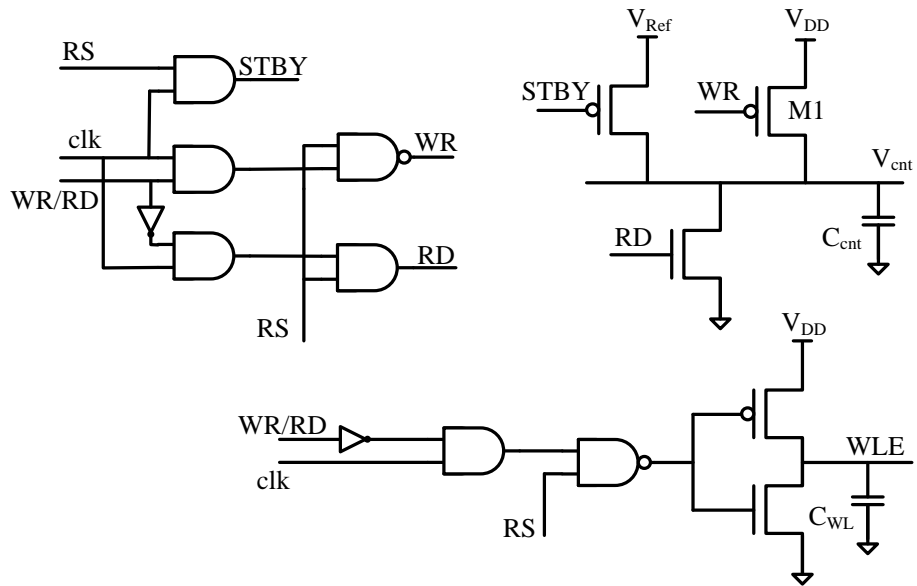 RS
STBY
clk
WR/RD
WR
RD
RS
V_Ref
V_DD
STBY
WR
M1
V_cnt
RD
C_cnt
V_DD
WR/RD
clk
RS
WLE
C_WL